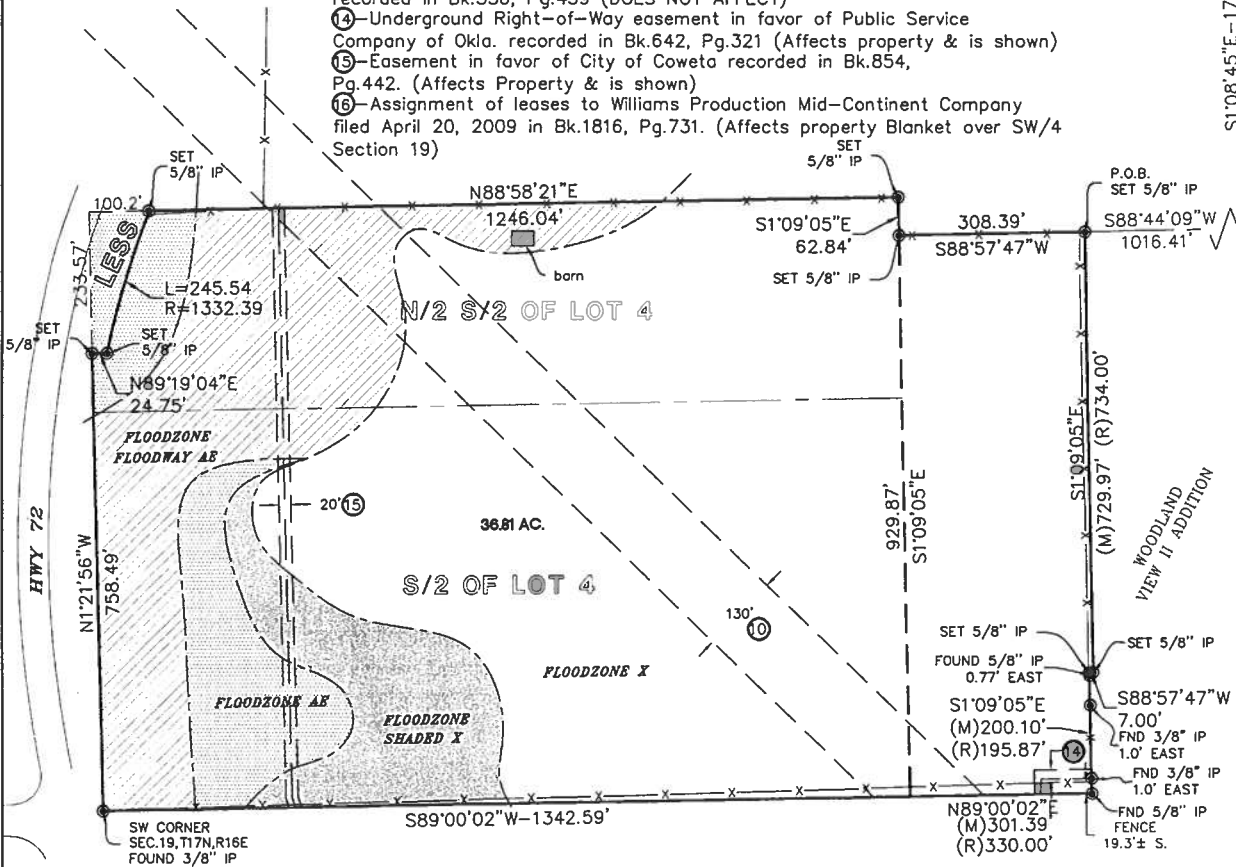 recorded in Bk.538, Pg.459 (DOES NOT AFFECT)
14–Underground Right–of–Way easement in favor of Public Service
Company of Okla. recorded in Bk.642, Pg.321 (Affects property & is shown)
15–Easement in favor of City of Coweta recorded in Bk.854,
Pg.442. (Affects Property & is shown)
16–Assignment of leases to Williams Production Mid–Continent Company
filed April 20, 2009 in Bk.1816, Pg.731. (Affects property Blanket over SW/4
Section 19)
SET
5/8" IP
SET
5/8" IP
N88°58'21"E
1246.04'
P.O.B.
SET 5/8" IP
100.2'
S1°09'05"E
62.84'
308.39'
S88°57'47"W
S88°44'09"W
1016.41'
SET 5/8" IP
barn
LESS
233.57'
L=245.54
R=1332.39
N/2 S/2 OF LOT 4
SET
5/8" IP
SET
5/8" IP
N89°19'04"E
24.75'
FLOODZONE
FLOODWAY AE
S1°09'05"E
(M)729.97' (R)734.00'
WOODLAND
VIEW II ADDITION
20' 15
36.81 AC.
929.87'
S1°09'05"E
HWY 72
N1°21'56"W
758.49'
S/2 OF LOT 4
130'
10
FLOODZONE X
SET 5/8" IP
SET 5/8" IP
FOUND 5/8" IP
0.77' EAST
S88°57'47"W
7.00'
S1°09'05"E
(M)200.10'
(R)195.87'
FND 3/8" IP
1.0' EAST
14
FND 3/8" IP
1.0' EAST
FLOODZONE AE
FLOODZONE
SHADED X
S89°00'02"W–1342.59'
N89°00'02"E
(M)301.39
(R)330.00'
FND 5/8" IP
FENCE
19.3'± S.
SW CORNER
SEC.19,T17N,R16E
FOUND 3/8" IP